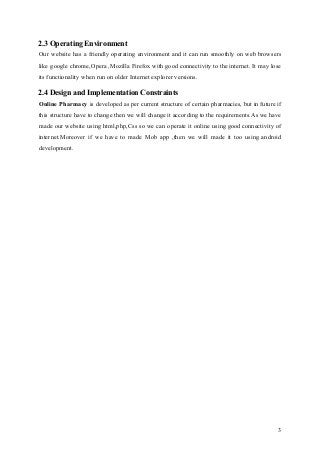 2.3 Operating Environment
Our website has a friendly operating environment and it can run smoothly on web browsers
like google chrome, Opera, Mozilla Firefox with good connectivity to the internet. It may lose
its functionality when run on older Internet explorer versions.
2.4 Design and Implementation Constraints
Online Pharmacy is developed as per current structure of certain pharmacies, but in future if
this structure have to change then we will change it according to the requirements.As we have
made our website using html,php,Css so we can operate it online using good connectivity of
internet.Moreover if we have to made Mob app ,then we will made it too using android
development.
3